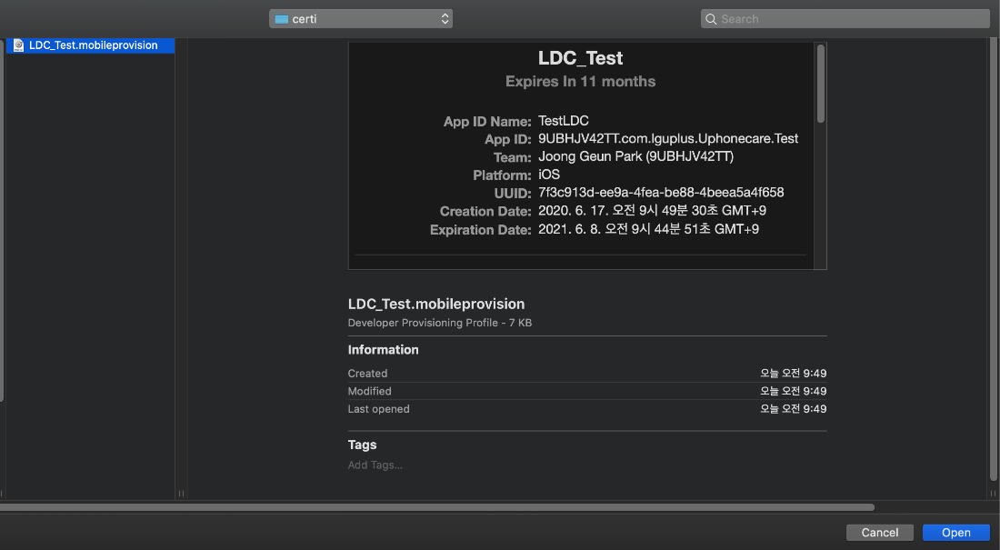 certi
Search
LDC_Test.mobileprovision
LDC_Test
Expires In 11 months
App ID Name: TestLDC
App ID: 9UBHJV42TT.com.lguplus.Uphonecare.Test
Team: Joong Geun Park (9UBHJV42TT)
Platform: iOS
UUID: 7f3c913d-ee9a-4fea-be88-4beea5a4f658
Creation Date: 2020. 6. 17. 오전 9시 49분 30초 GMT+9
Expiration Date: 2021. 6. 8. 오전 9시 44분 51초 GMT+9
LDC_Test.mobileprovision
Developer Provisioning Profile - 7 KB
Information
Created 오늘 오전 9:49
Modified 오늘 오전 9:49
Last opened 오늘 오전 9:49
Tags
Add Tags...
Cancel Open